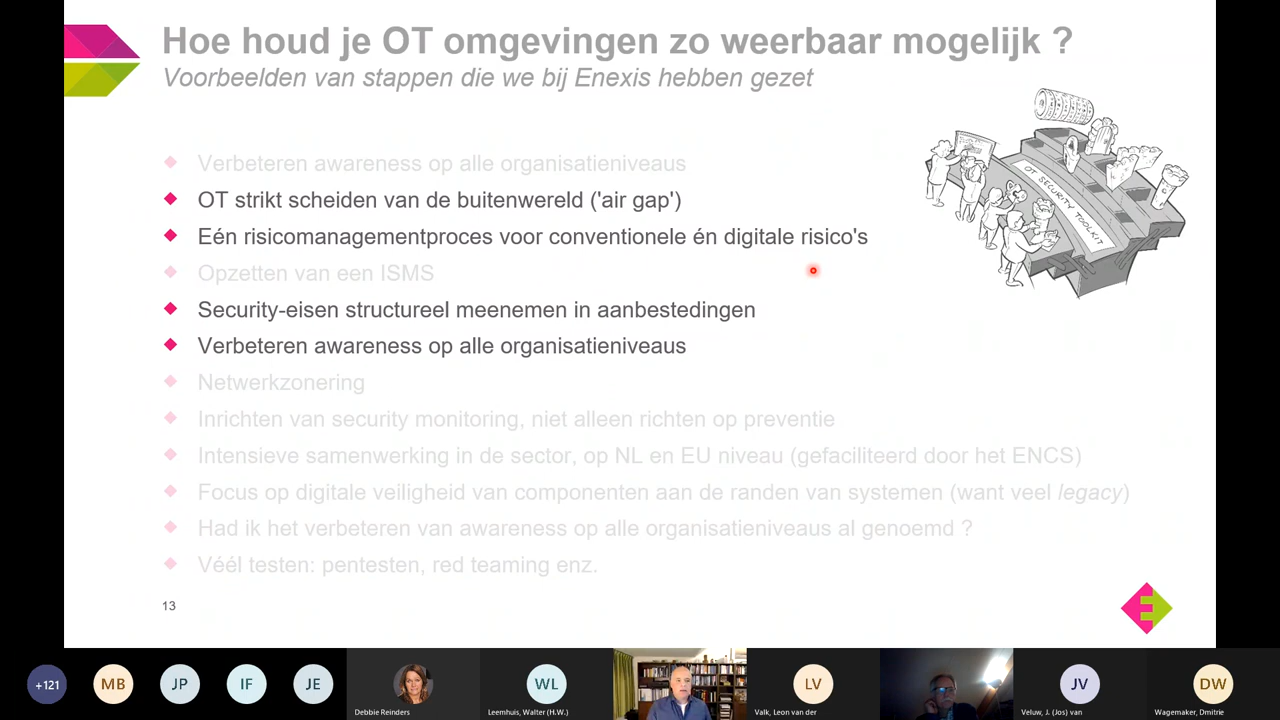 Hoe houd je OT omgevingen zo weerbaar mogelijk ?
Voorbeelden van stappen die we bij Enexis hebben gezet
Verbeteren awareness op alle organisatieniveaus
OT strikt scheiden van de buitenwereld ('air gap')
Eén risicomanagementproces voor conventionele én digitale risico's
Opzetten van een ISMS
Security-eisen structureel meenemen in aanbestedingen
Verbeteren awareness op alle organisatieniveaus
Netwerkzonering
Inrichten van security monitoring, niet alleen richten op preventie
Intensieve samenwerking in de sector, op NL en EU niveau (gefaciliteerd door het ENCS)
Focus op digitale veiligheid van componenten aan de randen van systemen (want veel legacy)
Had ik het verbeteren van awareness op alle organisatieniveaus al genoemd ?
Véél testen: pentesten, red teaming enz.
OT SECURITY TOOLKIT
13
E
+121
MB
JP
IF
JE
Debbie Reinders
WL
Leemhuis, Walter (H.W.)
LV
Valk, Leon van der
JV
Veluw, J. (Jos) van
DW
Wagemaker, Dmitrie